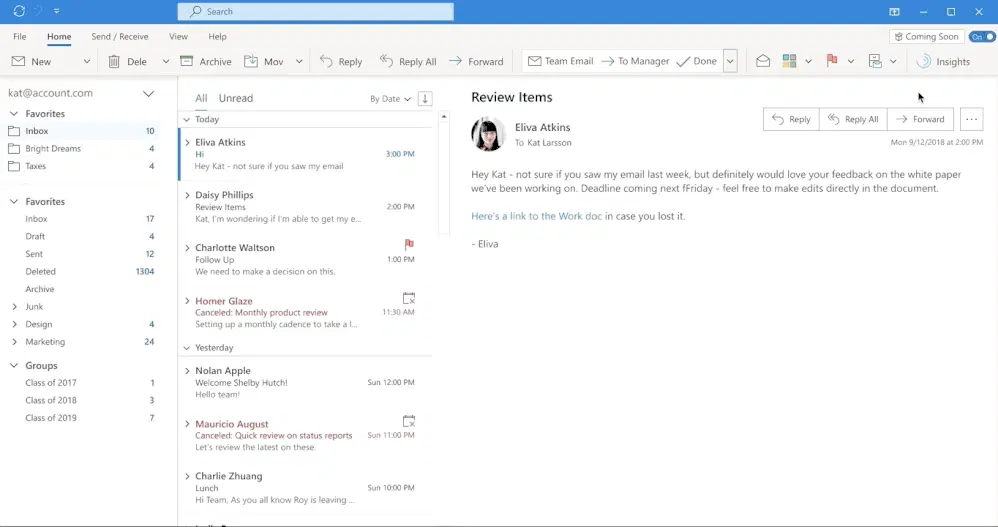 Search
File Home Send / Receive View Help
Coming Soon On
New Dele Archive Mov Reply Reply All Forward Team Email To Manager Done Insights
kat@account.com
Favorites
Inbox 10
Bright Dreams 4
Taxes 4
Favorites
Inbox 17
Draft 4
Sent 12
Deleted 1304
Archive
Junk
Design 4
Marketing 24
Groups
Class of 2017 1
Class of 2018 3
Class of 2019 7
All Unread By Date
Today
Eliva Atkins
Hi 3:00 PM
Hey Kat - not sure if you saw my email
Daisy Phillips
Review Items 2:00 PM
Kat, I'm wondering if I'm able to get my e...
Charlotte Waltson
Follow Up 1:00 PM
We need to make a decision on this.
Homer Glaze
Canceled: Monthly product review 11:30 AM
Setting up a monthly cadence to take a l...
Yesterday
Nolan Apple
Welcome Shelby Hutch! Sun 12:00 PM
Hello team!
Mauricio August
Canceled: Quick review on status reports Sun 11:00 PM
Let's review the latest on these.
Charlie Zhuang
Lunch Sun 10:00 PM
Hi Team, As you all know Roy is leaving ...
Review Items
Eliva Atkins
To Kat Larsson
Reply Reply All Forward ...
Mon 9/12/2018 at 2:00 PM
Hey Kat - not sure if you saw my email last week, but definitely would love your feedback on the white paper
we've been working on. Deadline coming next fFriday - feel free to make edits directly in the document.
Here's a link to the Work doc in case you lost it.
- Eliva